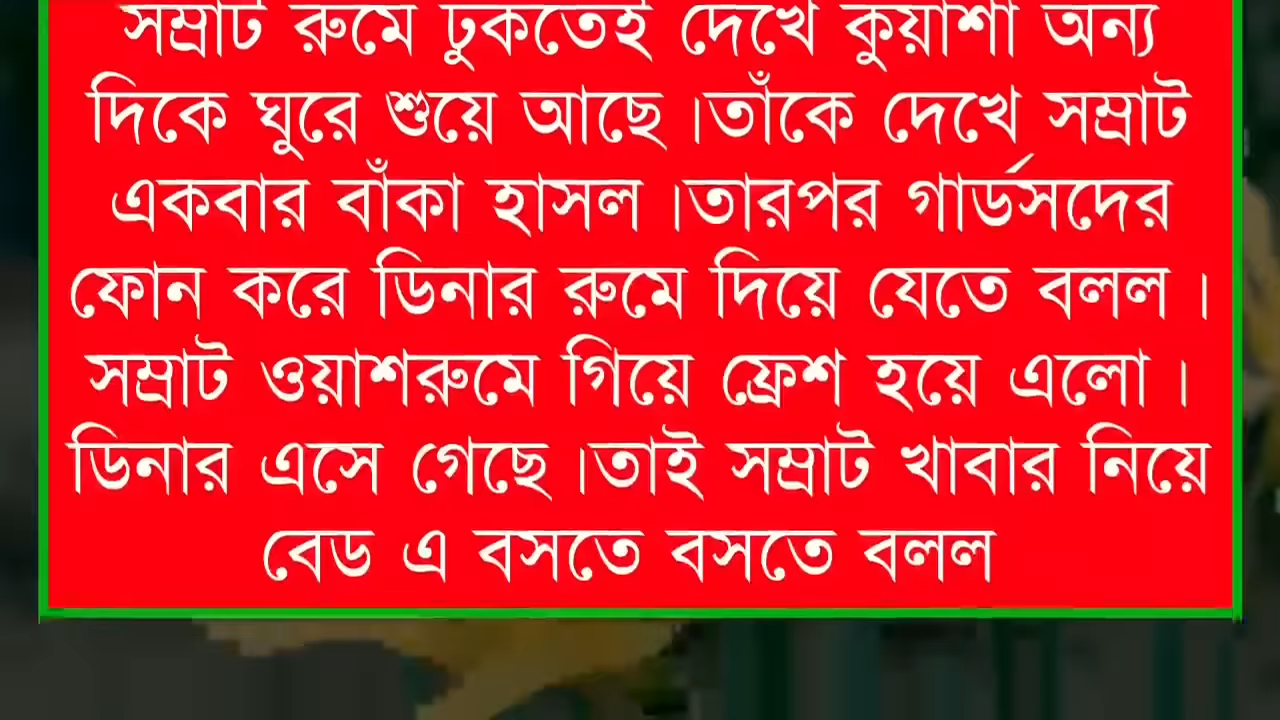 সম্রাট রুমে ঢুকতেই দেখে কুয়াশা অন্য
দিকে ঘুরে শুয়ে আছে।তাঁকে দেখে সম্রাট
একবার বাঁকা হাসল।তারপর গার্ডসদের
ফোন করে ডিনার রুমে দিয়ে যেতে বলল।
সম্রাট ওয়াশরুমে গিয়ে ফ্রেশ হয়ে এলো।
ডিনার এসে গেছে।তাই সম্রাট খাবার নিয়ে
বেড এ বসতে বসতে বলল